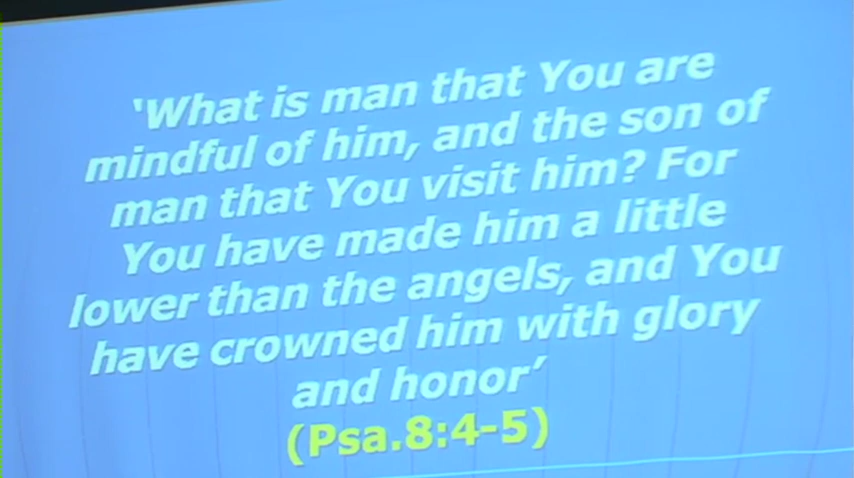 ‘What is man that You are
mindful of him, and the son of
man that You visit him? For
You have made him a little
lower than the angels, and You
have crowned him with glory
and honor’
(Psa.8:4-5)